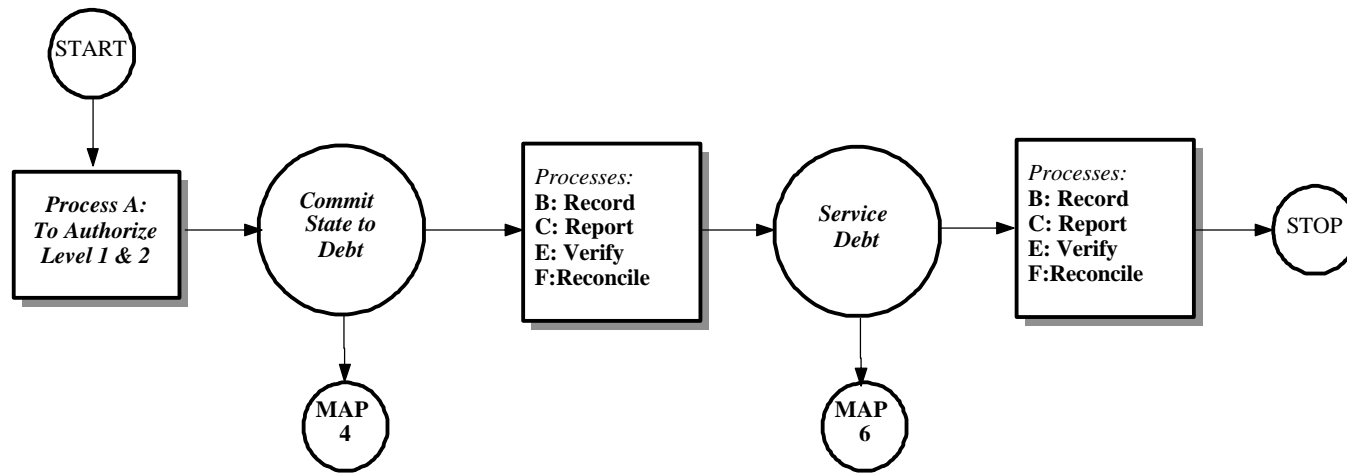 START
Process A:
To Authorize
Level 1 & 2
Commit
State to
Debt
MAP
4
Processes:
B: Record
C: Report
E: Verify
F:Reconcile
Service
Debt
MAP
6
Processes:
B: Record
C: Report
E: Verify
F:Reconcile
STOP